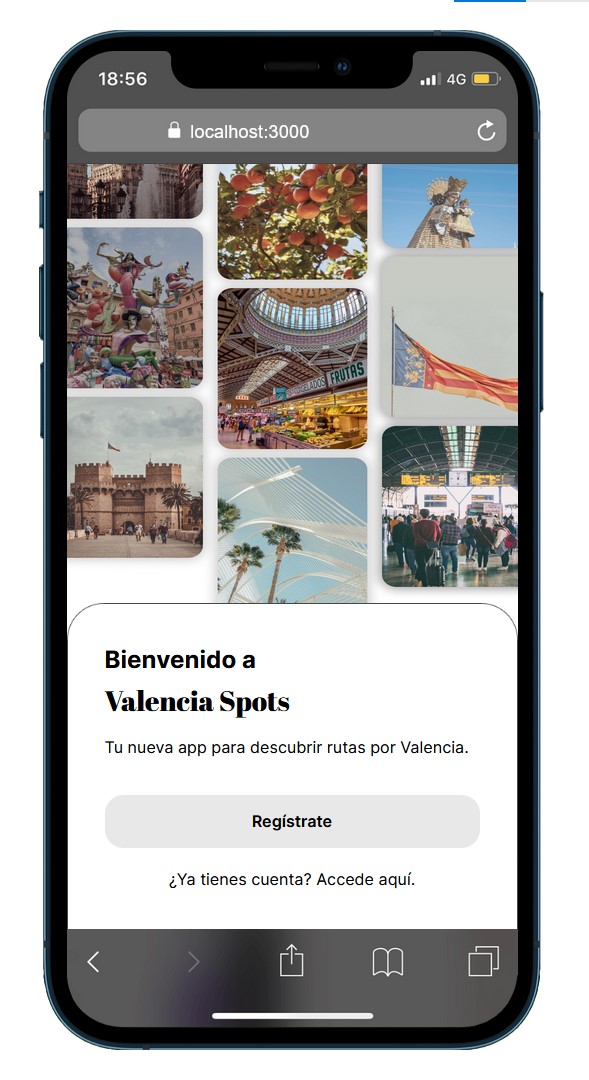 18:56
4G
localhost:3000
FRUTAS
Bienvenido a
Valencia Spots
Tu nueva app para descubrir rutas por Valencia.
Regístrate
¿Ya tienes cuenta? Accede aquí.